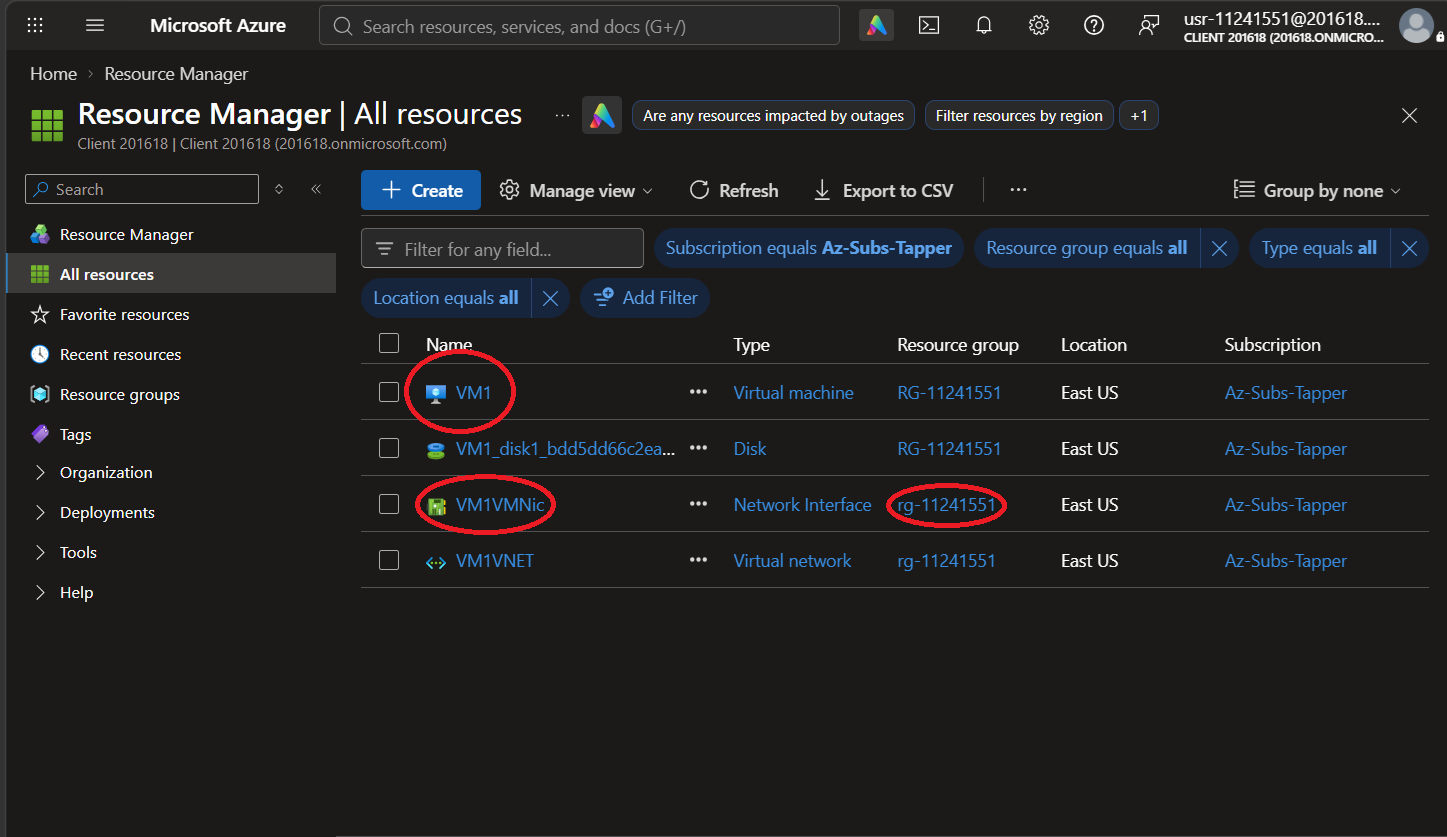 Microsoft Azure
Search resources, services, and docs (G+/)
usr-11241551@201618....
CLIENT 201618 (201618.ONMICRO...
Home > Resource Manager
Resource Manager | All resources
...
Are any resources impacted by outages
Filter resources by region
+1
Client 201618 | Client 201618 (201618.onmicrosoft.com)
Search
Resource Manager
All resources
Favorite resources
Recent resources
Resource groups
Tags
Organization
Deployments
Tools
Help
+ Create
Manage view
Refresh
Export to CSV
...
Group by none
Filter for any field...
Subscription equals Az-Subs-Tapper
Resource group equals all
Type equals all
Location equals all
Add Filter
Name Type Resource group Location Subscription
VM1 ... Virtual machine RG-11241551 East US Az-Subs-Tapper
VM1_disk1_bdd5dd66c2ea... ... Disk RG-11241551 East US Az-Subs-Tapper
VM1VMNic ... Network Interface rg-11241551 East US Az-Subs-Tapper
VM1VNET ... Virtual network rg-11241551 East US Az-Subs-Tapper